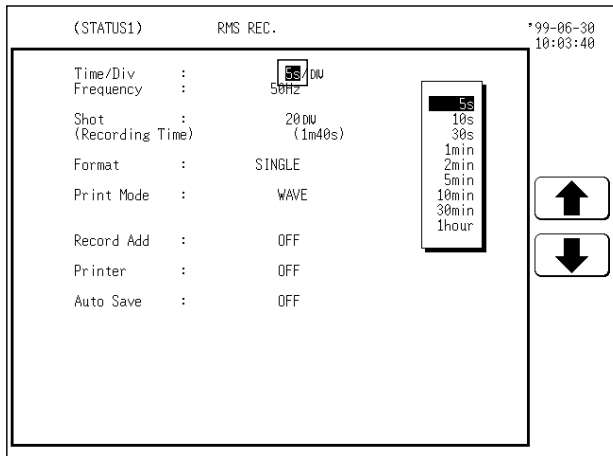 (STATUS1) RMS REC. '99-06-30
10:03:40
Time/Div : 5s/DIV
Frequency : 50Hz
Shot : 20DIV
(Recording Time) (1m40s)
Format : SINGLE
Print Mode : WAVE
Record Add : OFF
Printer : OFF
Auto Save : OFF
5s
10s
30s
1min
2min
5min
10min
30min
1hour